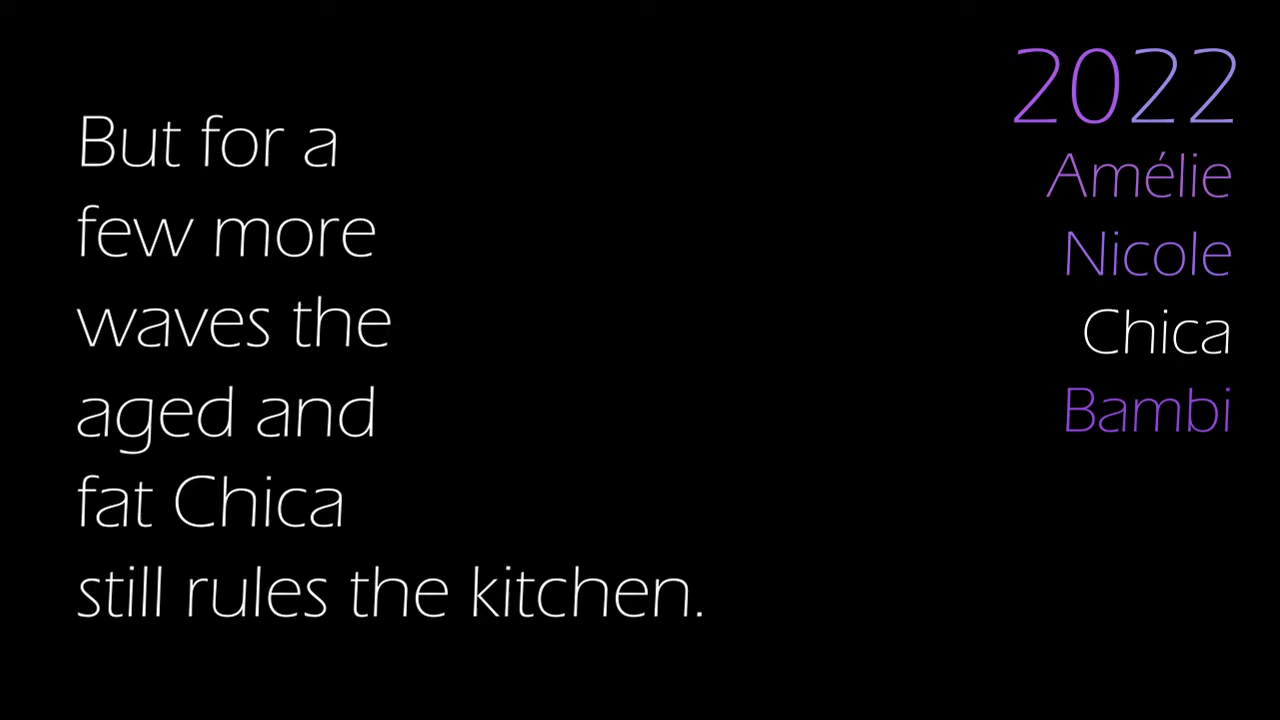 But for a
few more
waves the
aged and
fat Chica
still rules the kitchen.
2022
Amélie
Nicole
Chica
Bambi